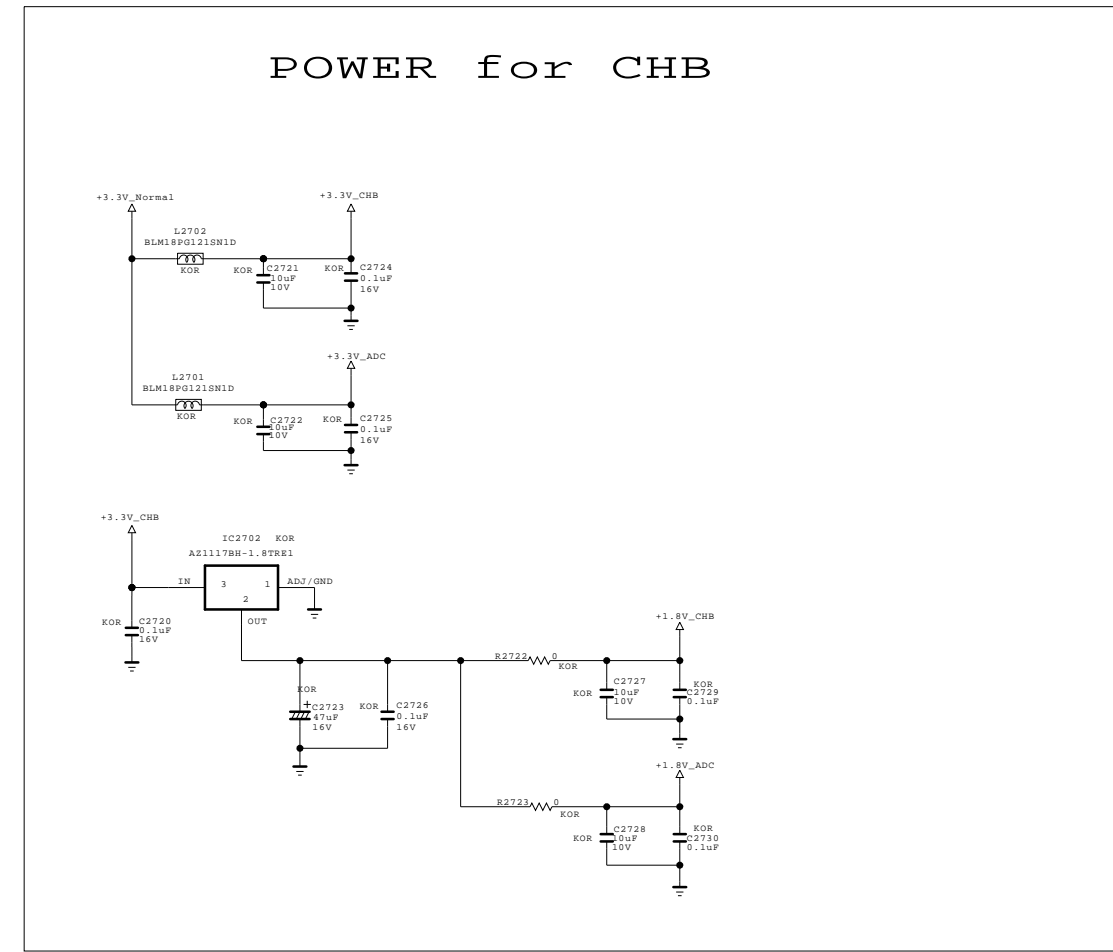 POWER for CHB
+3.3V_Normal
+3.3V_CHB
L2702
BLM18PG121SN1D
KOR
KOR
C2721
10uF
10V
KOR
C2724
0.1uF
16V
+3.3V_ADC
L2701
BLM18PG121SN1D
KOR
KOR
C2722
10uF
10V
KOR
C2725
0.1uF
16V
+3.3V_CHB
IC2702 KOR
AZ1117BH-1.8TRE1
IN
3
1
ADJ/GND
2
OUT
KOR
C2720
0.1uF
16V
+1.8V_CHB
R2722
0
KOR
KOR
+
C2723
47uF
16V
KOR
C2726
0.1uF
16V
KOR
C2727
10uF
10V
KOR
C2729
0.1uF
+1.8V_ADC
R2723
0
KOR
KOR
C2728
10uF
10V
KOR
C2730
0.1uF